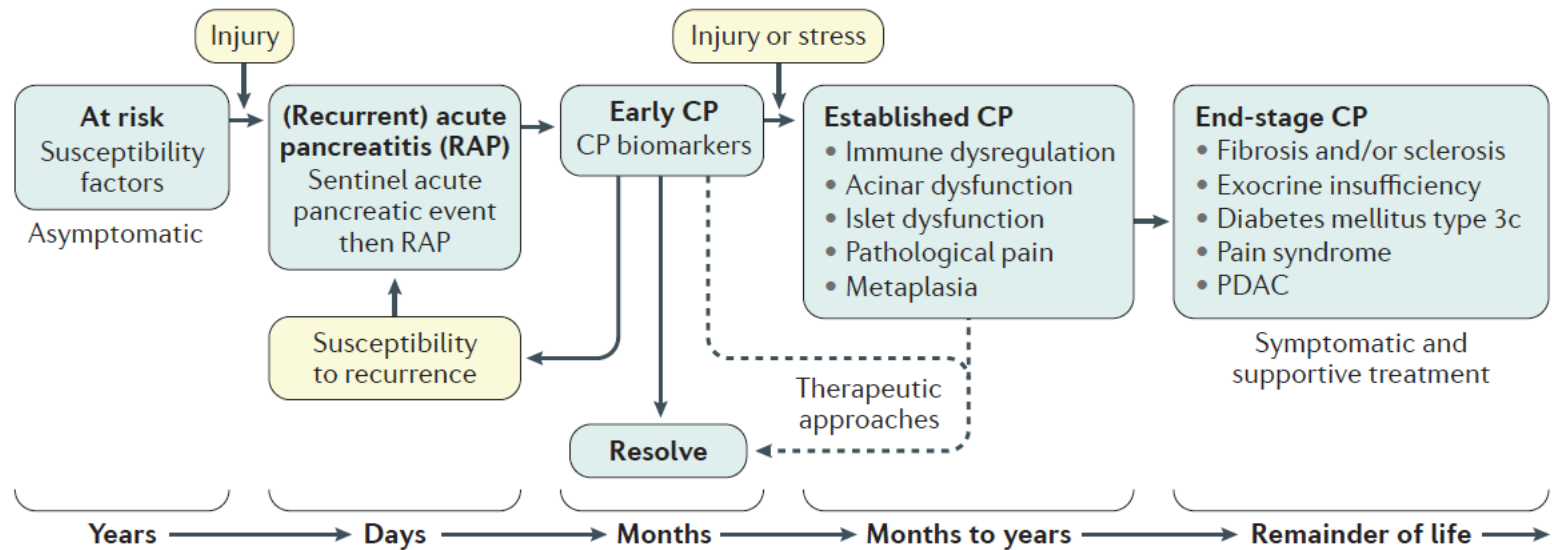 Injury
Injury or stress
At risk
Susceptibility
factors
Asymptomatic
(Recurrent) acute
pancreatitis (RAP)
Sentinel acute
pancreatic event
then RAP
Susceptibility
to recurrence
Early CP
CP biomarkers
Resolve
Established CP
• Immune dysregulation
• Acinar dysfunction
• Islet dysfunction
• Pathological pain
• Metaplasia
Therapeutic
approaches
End-stage CP
• Fibrosis and/or sclerosis
• Exocrine insufficiency
• Diabetes mellitus type 3c
• Pain syndrome
• PDAC
Symptomatic and
supportive treatment
Years
Days
Months
Months to years
Remainder of life